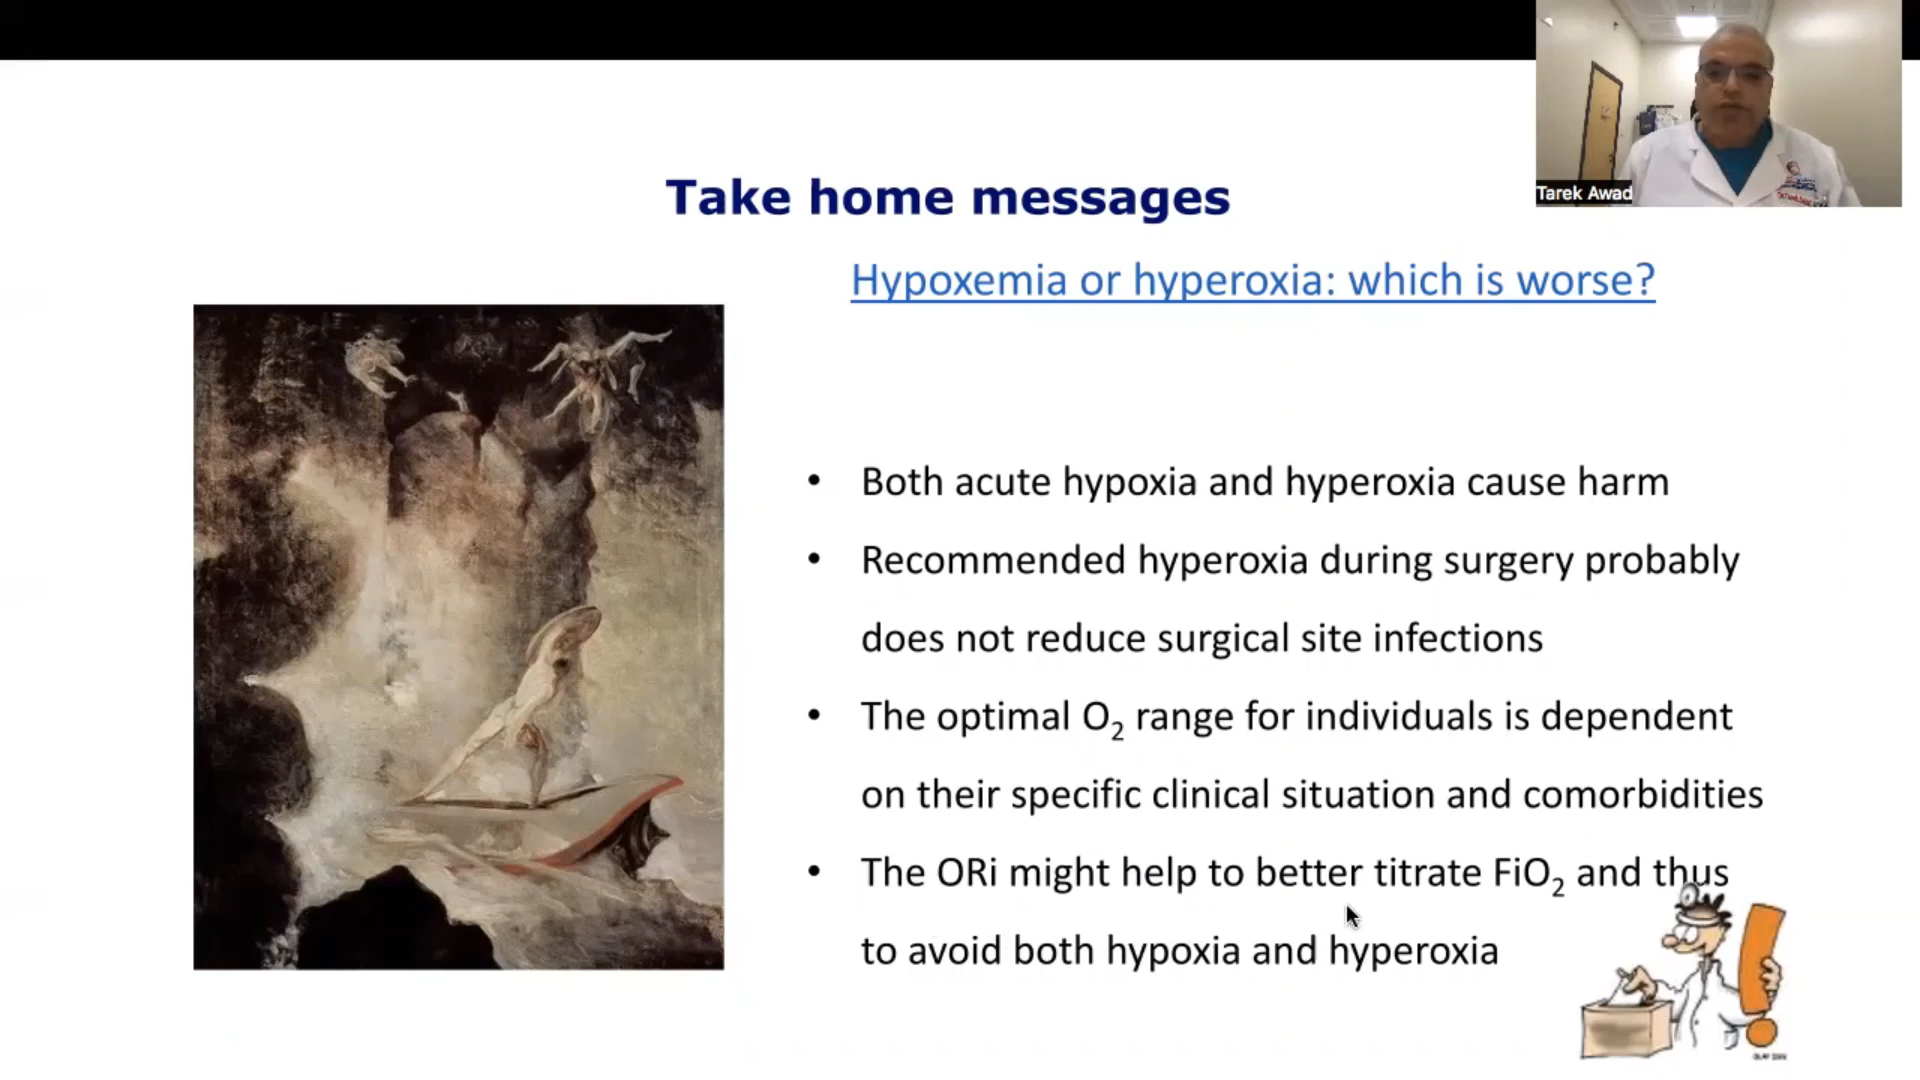 Tarek Awad
Take home messages
Hypoxemia or hyperoxia: which is worse?
• Both acute hypoxia and hyperoxia cause harm
• Recommended hyperoxia during surgery probably
does not reduce surgical site infections
• The optimal O₂ range for individuals is dependent
on their specific clinical situation and comorbidities
• The ORi might help to better titrate FiO₂ and thus
to avoid both hypoxia and hyperoxia